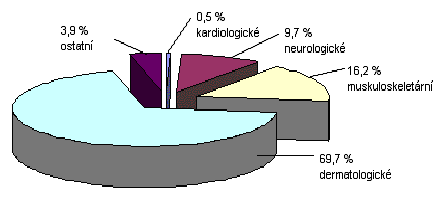 0,5 %
kardiologické
3,9 %
ostatní
9,7 %
neurologické
16,2 %
muskuloskeletární
69,7 %
dermatologické